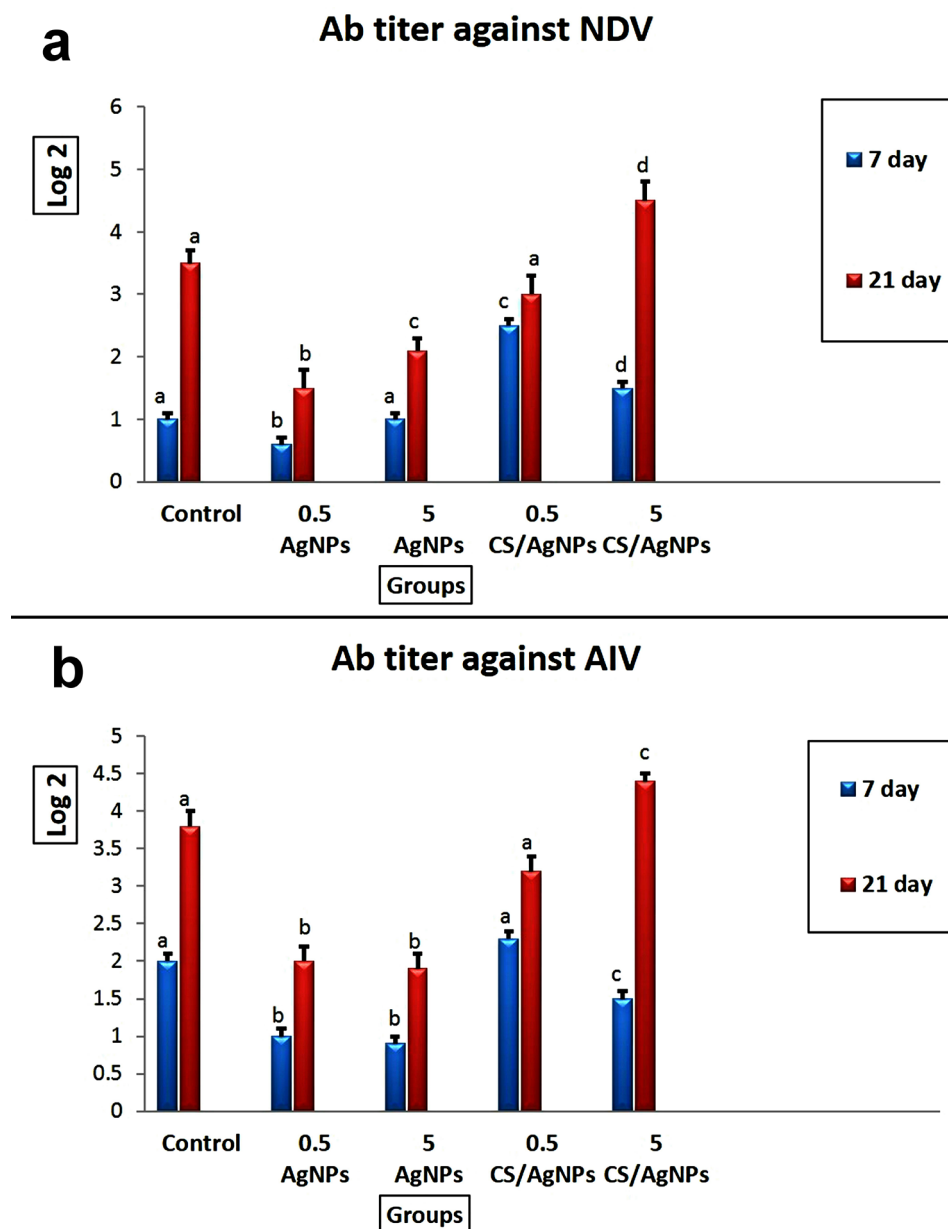 a
Ab titer against NDV
Log 2
6
5
4
3
2
1
0
a
a
b
b
a
c
c
a
d
d
7 day
21 day
Control
0.5
AgNPs
5
AgNPs
0.5
CS/AgNPs
5
CS/AgNPs
Groups
b
Ab titer against AIV
Log 2
5
4.5
4
3.5
3
2.5
2
1.5
1
0.5
0
a
a
b
b
b
b
a
a
c
c
7 day
21 day
Control
0.5
AgNPs
5
AgNPs
0.5
CS/AgNPs
5
CS/AgNPs
Groups